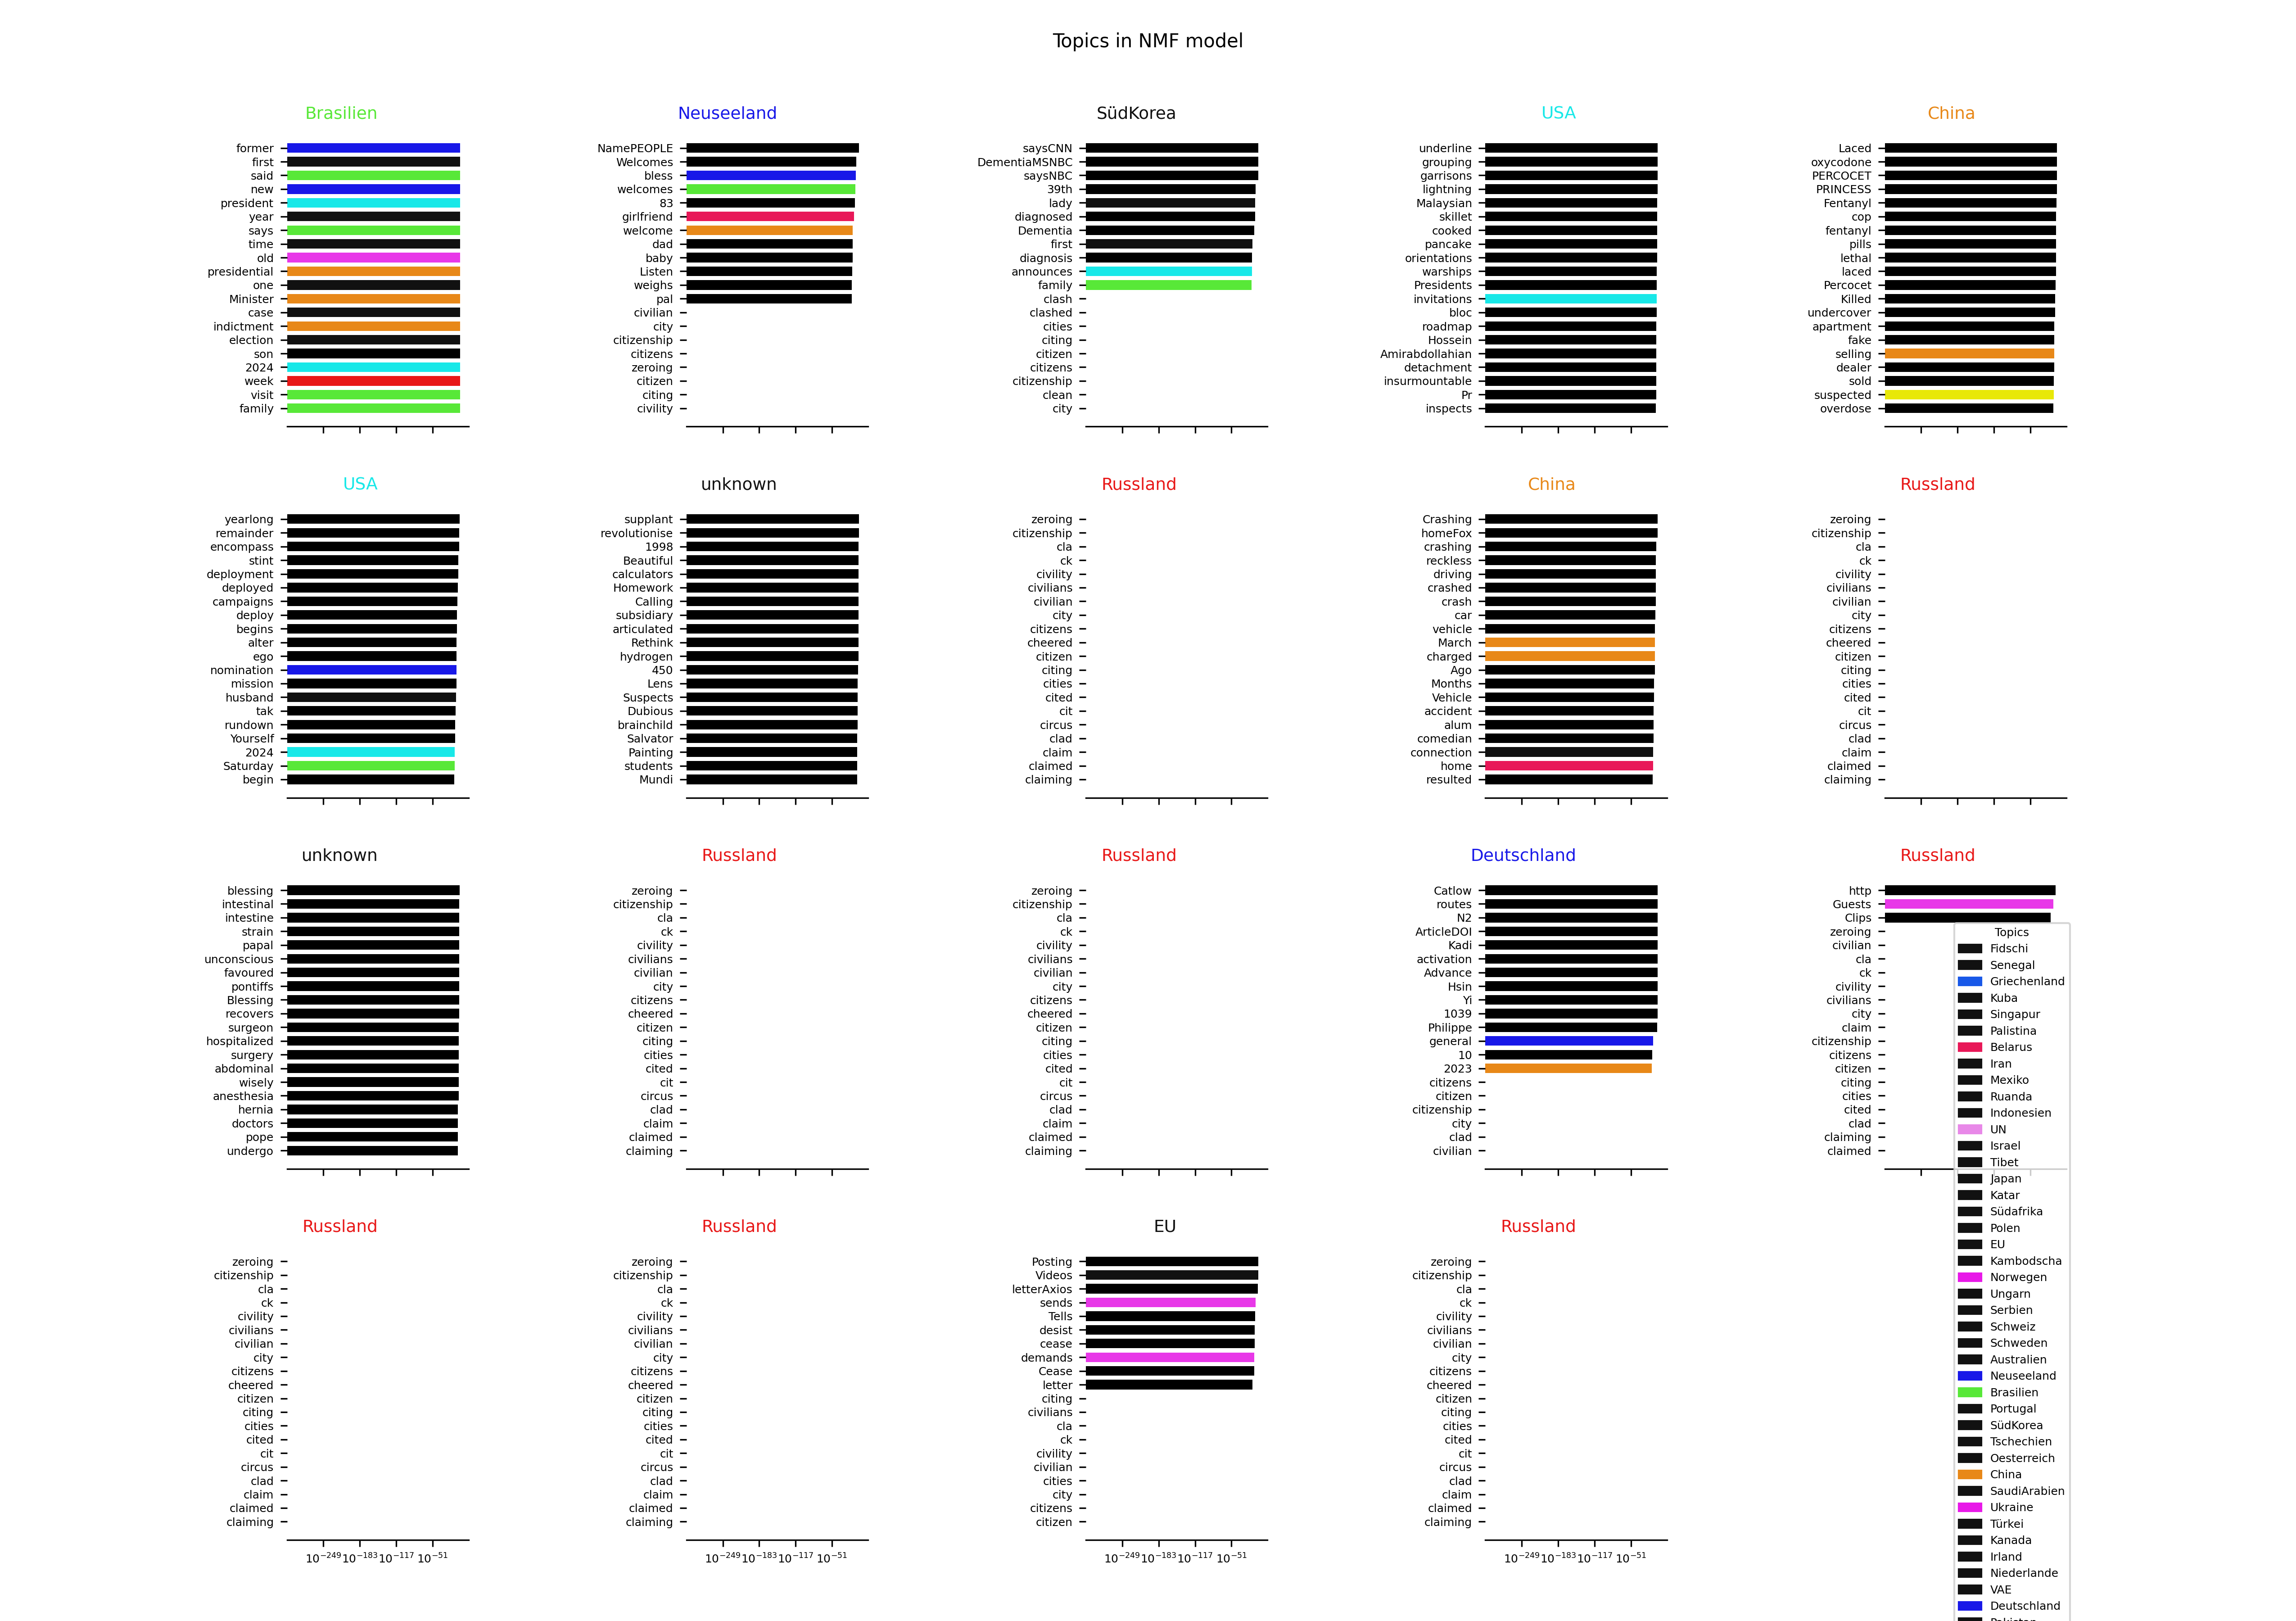 Topics in NMF model
Brasilien
former
first
said
new
president
year
says
time
old
presidential
one
Minister
case
indictment
election
son
2024
week
visit
family
Neuseeland
NamePEOPLE
Welcomes
bless
welcomes
83
girlfriend
welcome
dad
baby
Listen
weighs
pal
civilian
city
citizenship
citizens
zeroing
citizen
citing
civility
SüdKorea
saysCNN
DementiaMSNBC
saysNBC
39th
lady
diagnosed
Dementia
first
diagnosis
announces
family
clash
clashed
cities
citing
citizen
citizens
citizenship
clean
city
USA
underline
grouping
garrisons
lightning
Malaysian
skillet
cooked
pancake
orientations
warships
Presidents
invitations
bloc
roadmap
Hossein
Amirabdollahian
detachment
insurmountable
Pr
inspects
China
Laced
oxycodone
PERCOCET
PRINCESS
Fentanyl
cop
fentanyl
pills
lethal
laced
Percocet
Killed
undercover
apartment
fake
selling
dealer
sold
suspected
overdose
USA
yearlong
remainder
encompass
stint
deployment
deployed
campaigns
deploy
begins
alter
ego
nomination
mission
husband
tak
rundown
Yourself
2024
Saturday
begin
unknown
supplant
revolutionise
1998
Beautiful
calculators
Homework
Calling
subsidiary
articulated
Rethink
hydrogen
450
Lens
Suspects
Dubious
brainchild
Salvator
Painting
students
Mundi
Russland
zeroing
citizenship
cla
ck
civility
civilians
civilian
city
citizens
cheered
citizen
citing
cities
cited
cit
circus
clad
claim
claimed
claiming
China
Crashing
homeFox
crashing
reckless
driving
crashed
crash
car
vehicle
March
charged
Ago
Months
Vehicle
accident
alum
comedian
connection
home
resulted
Russland
zeroing
citizenship
cla
ck
civility
civilians
civilian
city
citizens
cheered
citizen
citing
cities
cited
cit
circus
clad
claim
claimed
claiming
unknown
blessing
intestinal
intestine
strain
papal
unconscious
favoured
pontiffs
Blessing
recovers
surgeon
hospitalized
surgery
abdominal
wisely
anesthesia
hernia
doctors
pope
undergo
Russland
zeroing
citizenship
cla
ck
civility
civilians
civilian
city
citizens
cheered
citizen
citing
cities
cited
cit
circus
clad
claim
claimed
claiming
Russland
zeroing
citizenship
cla
ck
civility
civilians
civilian
city
citizens
cheered
citizen
citing
cities
cited
cit
circus
clad
claim
claimed
claiming
Deutschland
Catlow
routes
N2
ArticleDOI
Kadi
activation
Advance
Hsin
Yi
1039
Philippe
general
10
2023
citizens
citizen
citizenship
city
clad
civilian
Russland
http
Guests
Clips
zeroing
civilian
cla
ck
civility
civilians
city
claim
citizenship
citizens
citizen
citing
cities
cited
clad
claiming
claimed
Topics
Fidschi
Senegal
Griechenland
Kuba
Singapur
Palistina
Belarus
Iran
Mexiko
Ruanda
Indonesien
UN
Israel
Tibet
Japan
Katar
Südafrika
Polen
EU
Kambodscha
Norwegen
Ungarn
Serbien
Schweiz
Schweden
Australien
Neuseeland
Brasilien
Portugal
SüdKorea
Tschechien
Oesterreich
China
SaudiArabien
Ukraine
Türkei
Kanada
Irland
Niederlande
VAE
Deutschland
Russland
zeroing
citizenship
cla
ck
civility
civilians
civilian
city
citizens
cheered
citizen
citing
cities
cited
cit
circus
clad
claim
claimed
claiming
10^-249 10^-183 10^-117 10^-51
Russland
zeroing
citizenship
cla
ck
civility
civilians
civilian
city
citizens
cheered
citizen
citing
cities
cited
cit
circus
clad
claim
claimed
claiming
10^-249 10^-183 10^-117 10^-51
EU
Posting
Videos
letterAxios
sends
Tells
desist
cease
demands
Cease
letter
citing
civilians
cla
ck
civility
civilian
cities
city
citizens
citizen
10^-249 10^-183 10^-117 10^-51
Russland
zeroing
citizenship
cla
ck
civility
civilians
civilian
city
citizens
cheered
citizen
citing
cities
cited
cit
circus
clad
claim
claimed
claiming
10^-249 10^-183 10^-117 10^-51